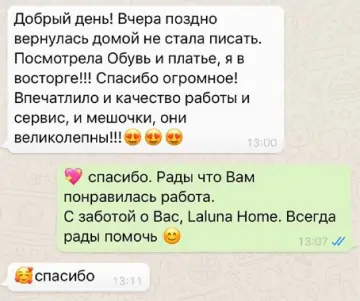 Добрый день! Вчера поздно
вернулась домой не стала писать.
Посмотрела Обувь и платье, я в
восторге!!! Спасибо огромное!
Впечатлило и качество работы и
сервис, и мешочки, они
великолепны!!!😍😍😍
13:00
💖 спасибо. Рады что Вам
понравилась работа.
С заботой о Вас, Laluna Home. Всегда
рады помочь 😊
13:07
🥰спасибо 13:11